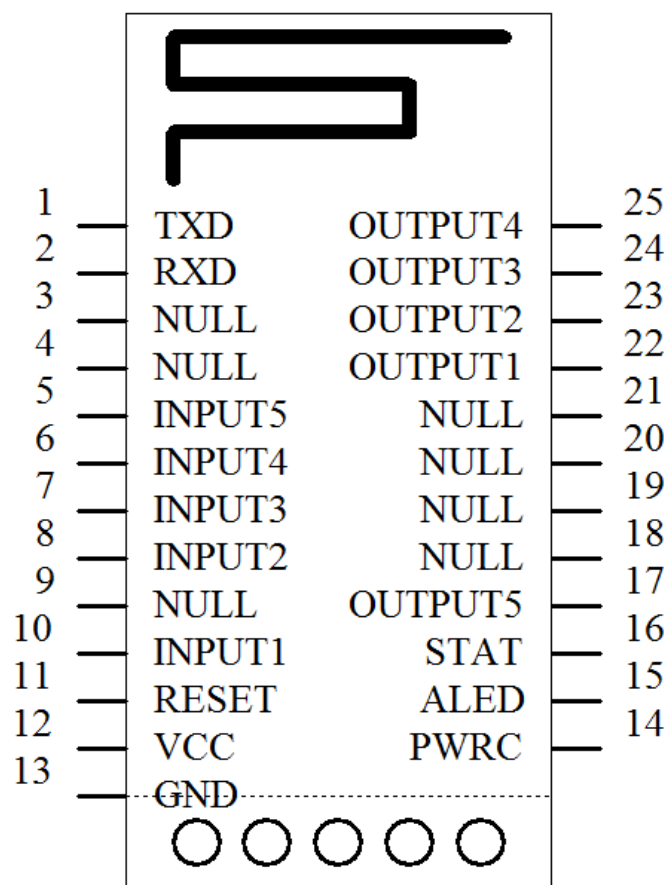 1 TXD OUTPUT4 25
2 RXD OUTPUT3 24
3 NULL OUTPUT2 23
4 NULL OUTPUT1 22
5 INPUT5 NULL 21
6 INPUT4 NULL 20
7 INPUT3 NULL 19
8 INPUT2 NULL 18
9 NULL OUTPUT5 17
10 INPUT1 STAT 16
11 RESET ALED 15
12 VCC PWRC 14
13 GND